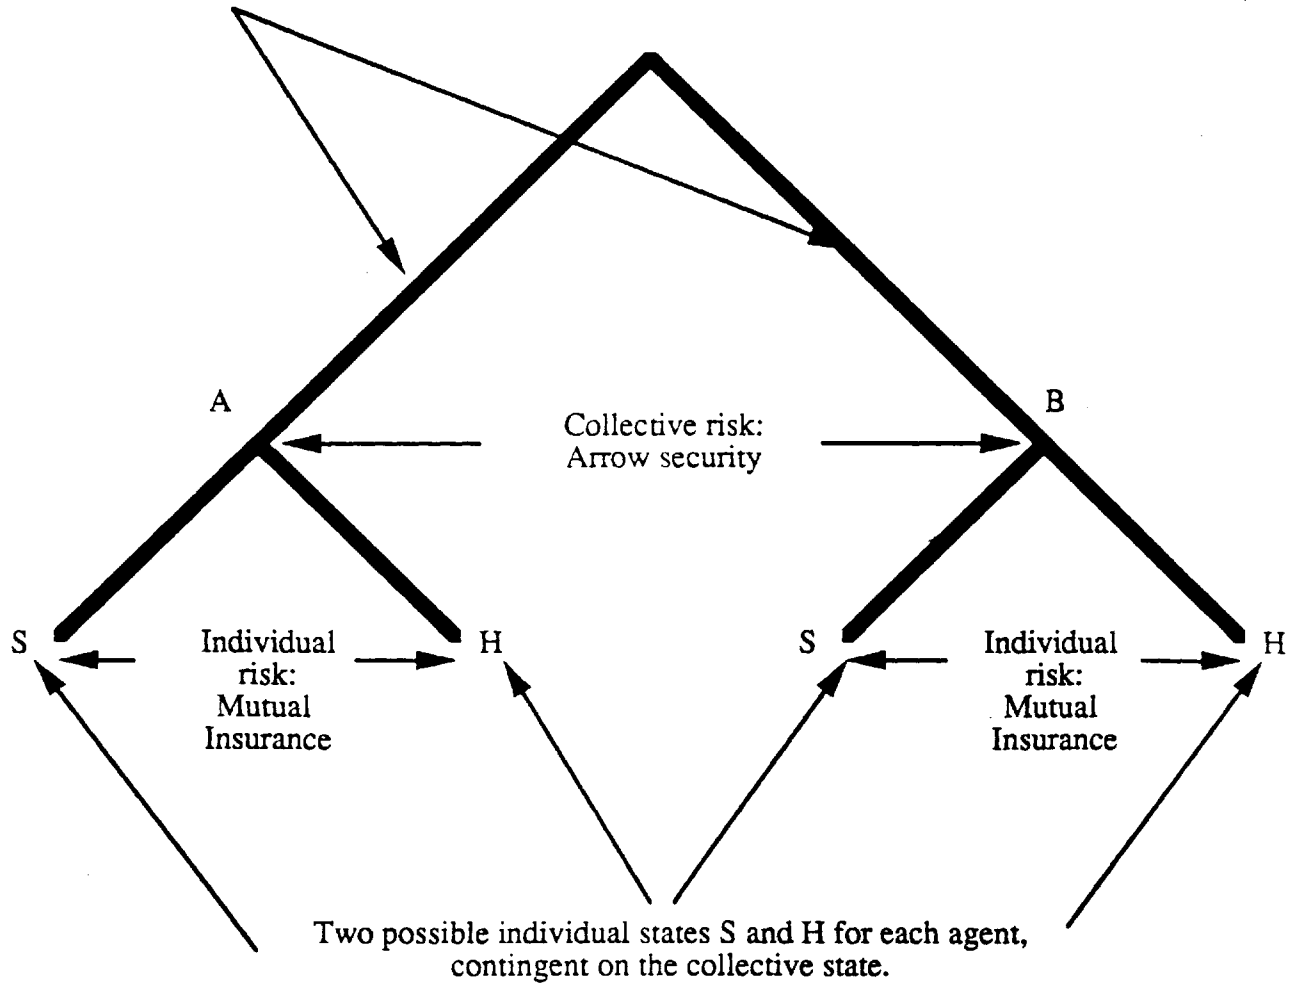 A
B
Collective risk:
Arrow security
S
Individual
risk:
Mutual
Insurance
H
S
Individual
risk:
Mutual
Insurance
H
Two possible individual states S and H for each agent,
contingent on the collective state.